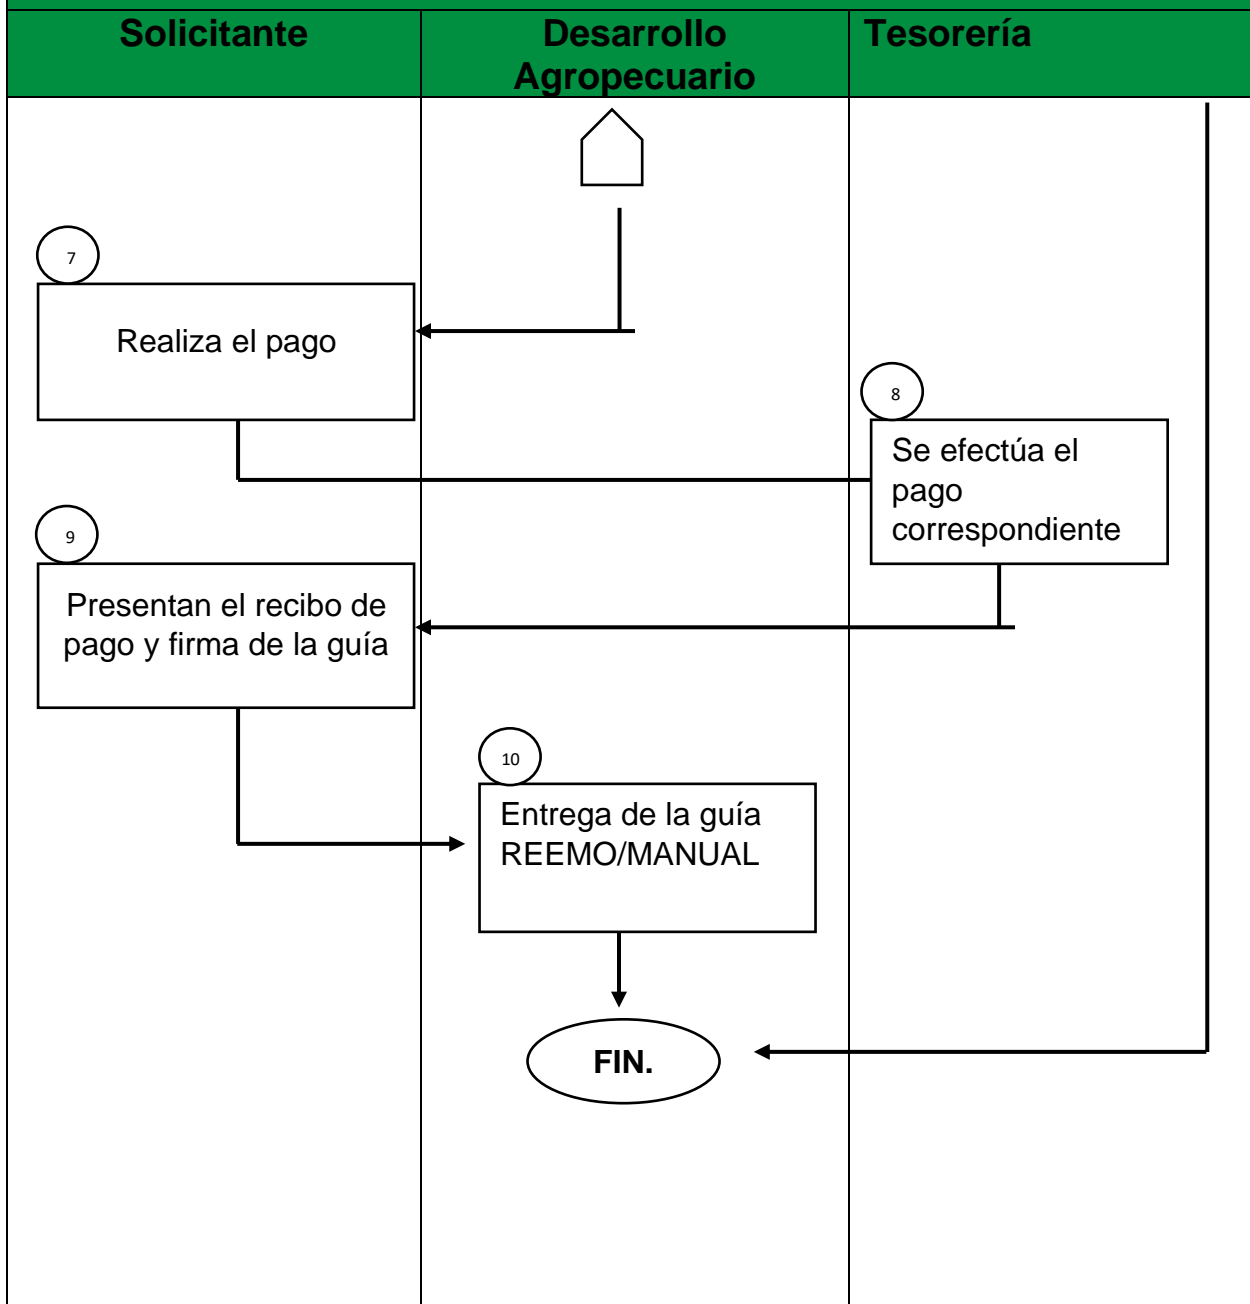 Solicitante
Desarrollo
Agropecuario
Tesorería
7
Realiza el pago
8
Se efectúa el
pago
correspondiente
9
Presentan el recibo de
pago y firma de la guía
10
Entrega de la guía
REEMO/MANUAL
FIN.